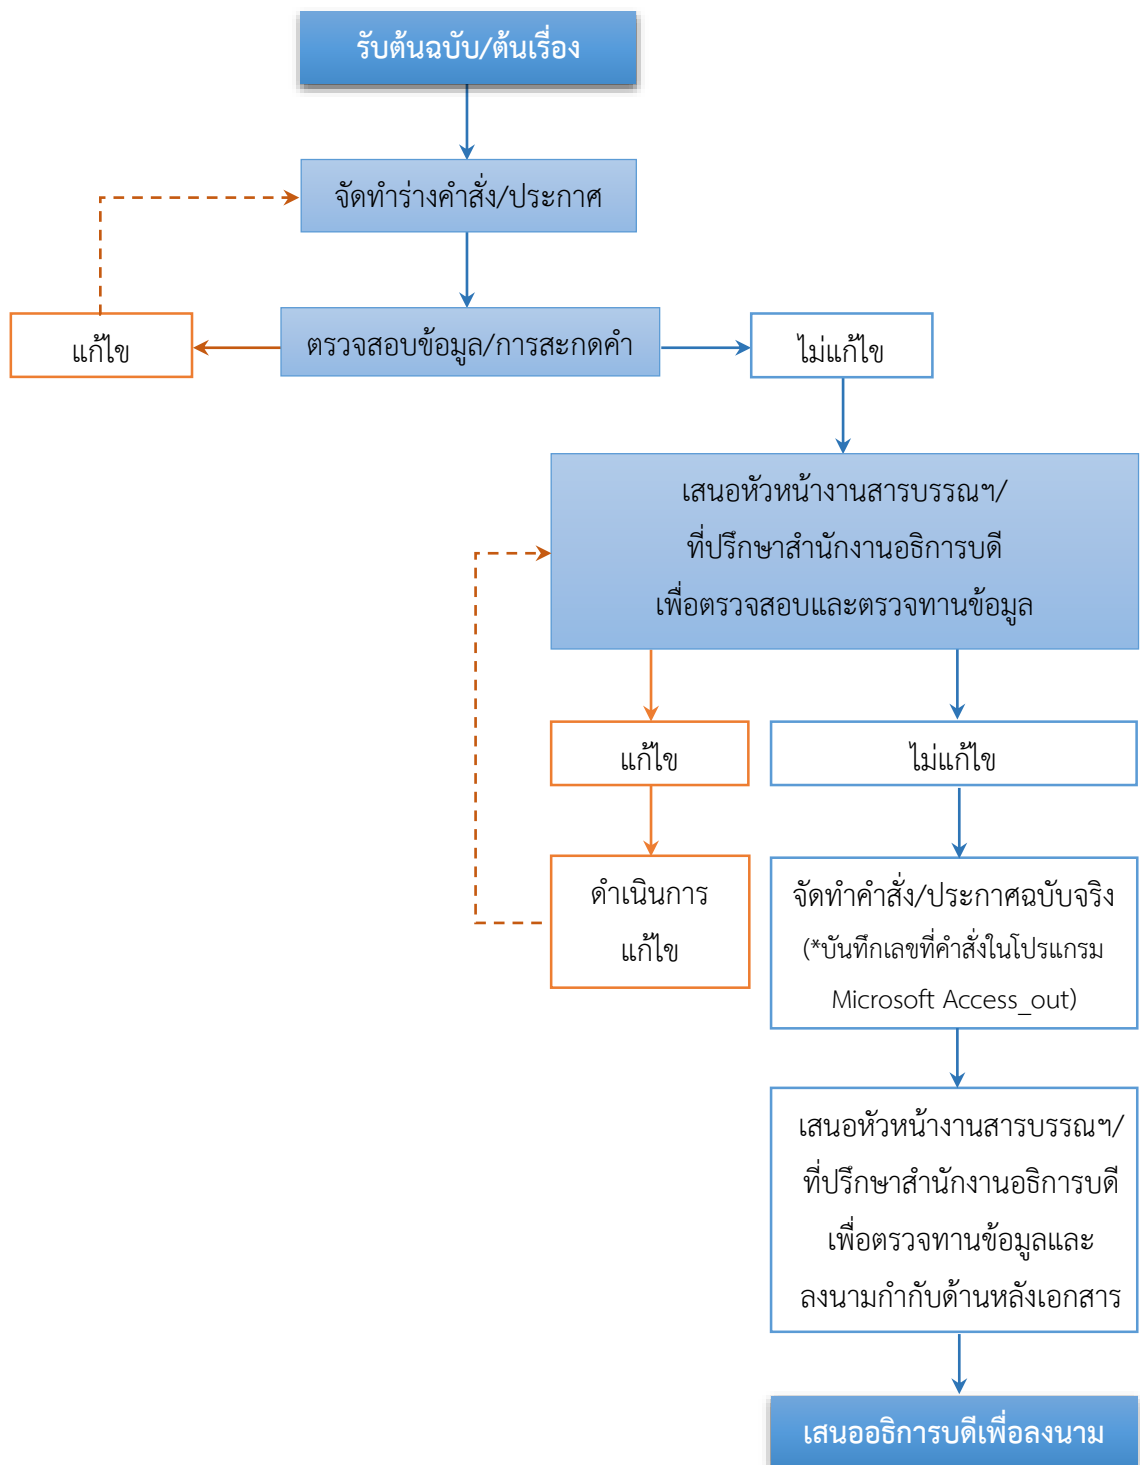 รับต้นฉบับ/ต้นเรื่อง
จัดทำร่างคำสั่ง/ประกาศ
แก้ไข
ตรวจสอบข้อมูล/การสะกดคำ
ไม่แก้ไข
เสนอหัวหน้างานสารบรรณฯ/
ที่ปรึกษาสำนักงานอธิการบดี
เพื่อตรวจสอบและตรวจทานข้อมูล
แก้ไข
ไม่แก้ไข
ดำเนินการ
แก้ไข
จัดทำคำสั่ง/ประกาศฉบับจริง
(*บันทึกเลขที่คำสั่งในโปรแกรม
Microsoft Access_out)
เสนอหัวหน้างานสารบรรณฯ/
ที่ปรึกษาสำนักงานอธิการบดี
เพื่อตรวจทานข้อมูลและ
ลงนามกำกับด้านหลังเอกสาร
เสนออธิการบดีเพื่อลงนาม